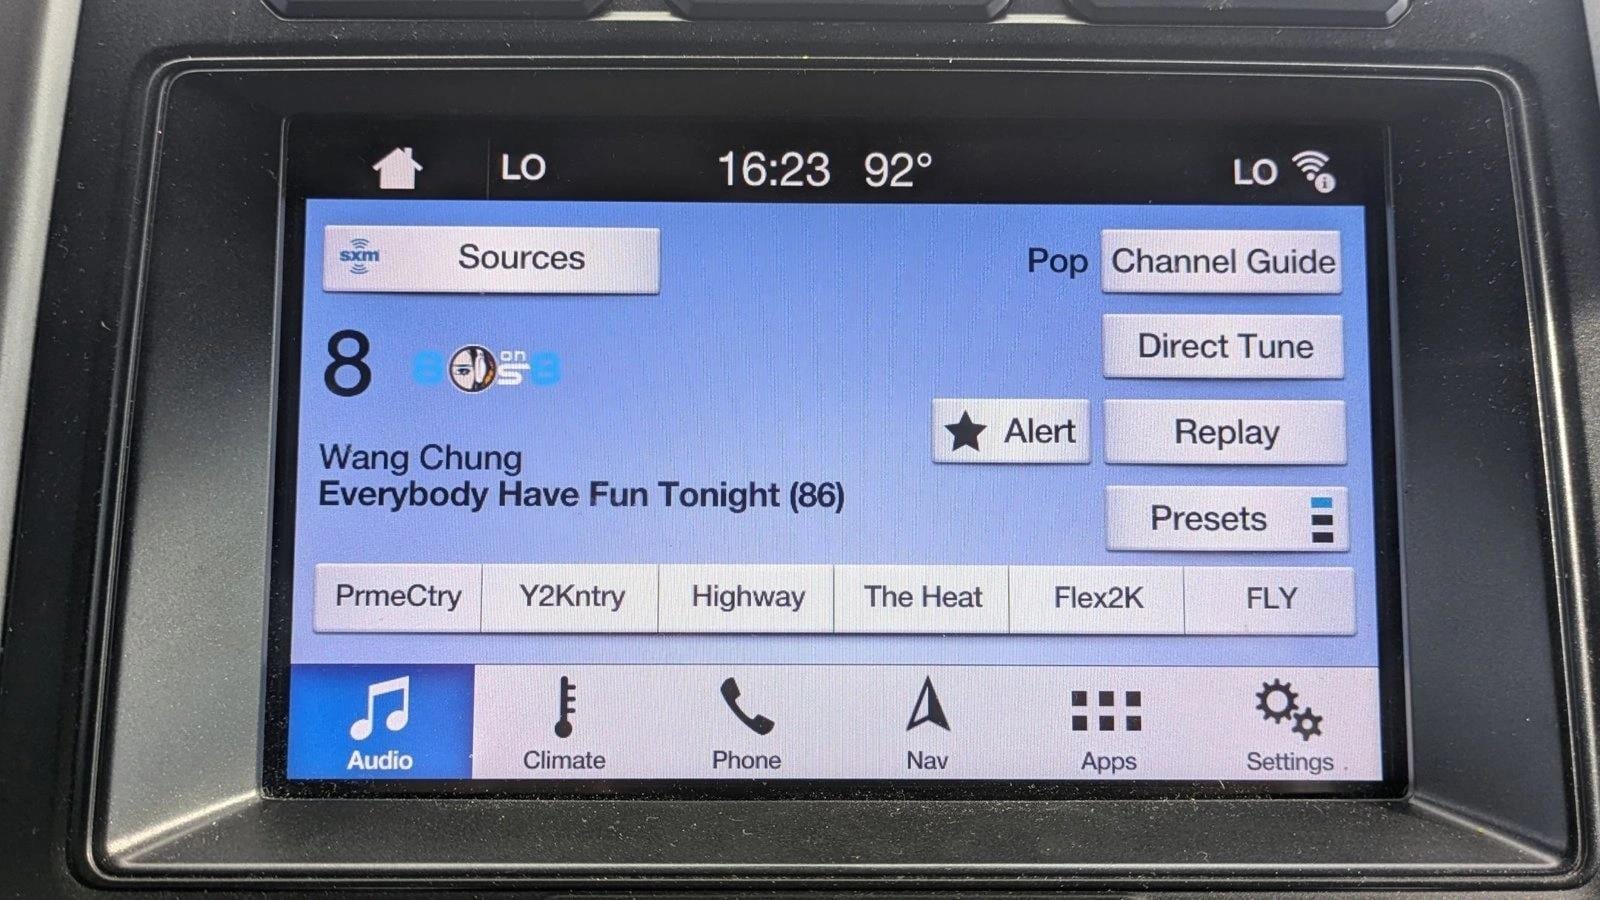 LO 16:23 92° LO
sxm Sources
Pop Channel Guide
8 8 on 8
Direct Tune
Alert Replay
Wang Chung
Everybody Have Fun Tonight (86)
Presets
PrmeCtry Y2Kntry Highway The Heat Flex2K FLY
Audio Climate Phone Nav Apps Settings